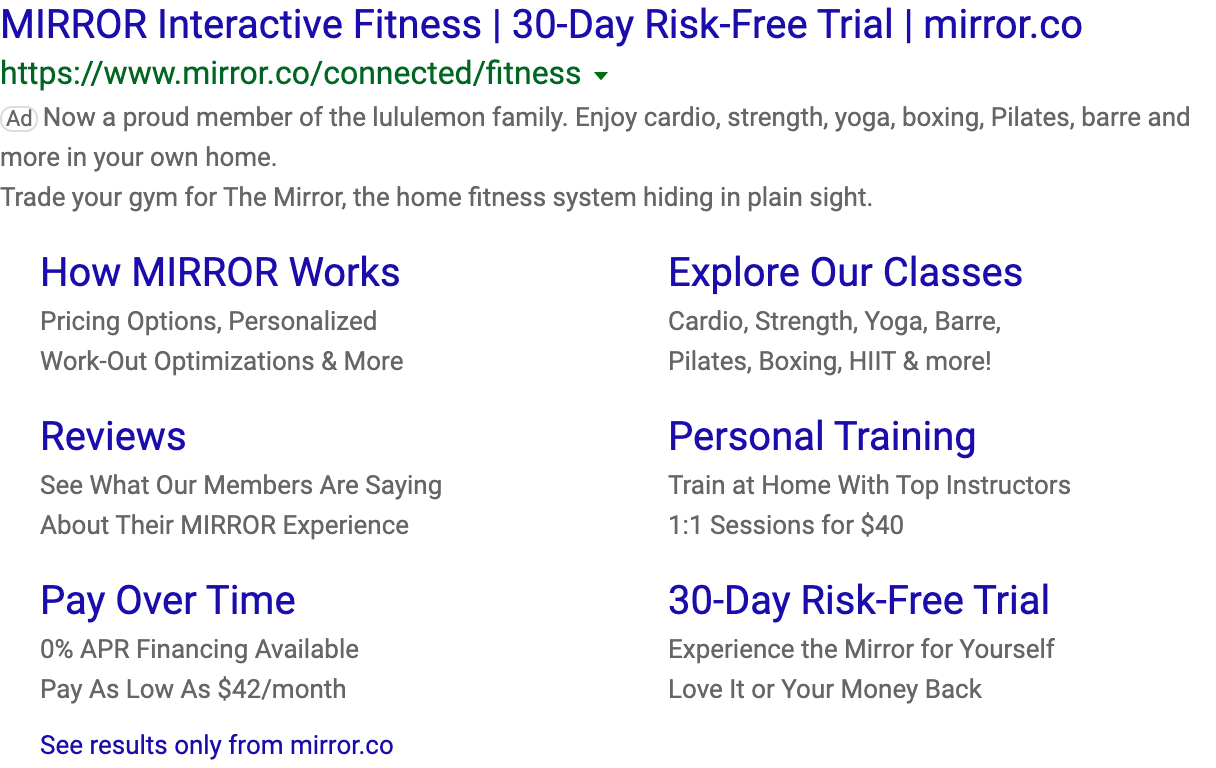 MIRROR Interactive Fitness | 30-Day Risk-Free Trial | mirror.co
https://www.mirror.co/connected/fitness
Ad Now a proud member of the lululemon family. Enjoy cardio, strength, yoga, boxing, Pilates, barre and
more in your own home.
Trade your gym for The Mirror, the home fitness system hiding in plain sight.
How MIRROR Works
Pricing Options, Personalized
Work-Out Optimizations & More
Explore Our Classes
Cardio, Strength, Yoga, Barre,
Pilates, Boxing, HIIT & more!
Reviews
See What Our Members Are Saying
About Their MIRROR Experience
Personal Training
Train at Home With Top Instructors
1:1 Sessions for $40
Pay Over Time
0% APR Financing Available
Pay As Low As $42/month
30-Day Risk-Free Trial
Experience the Mirror for Yourself
Love It or Your Money Back
See results only from mirror.co